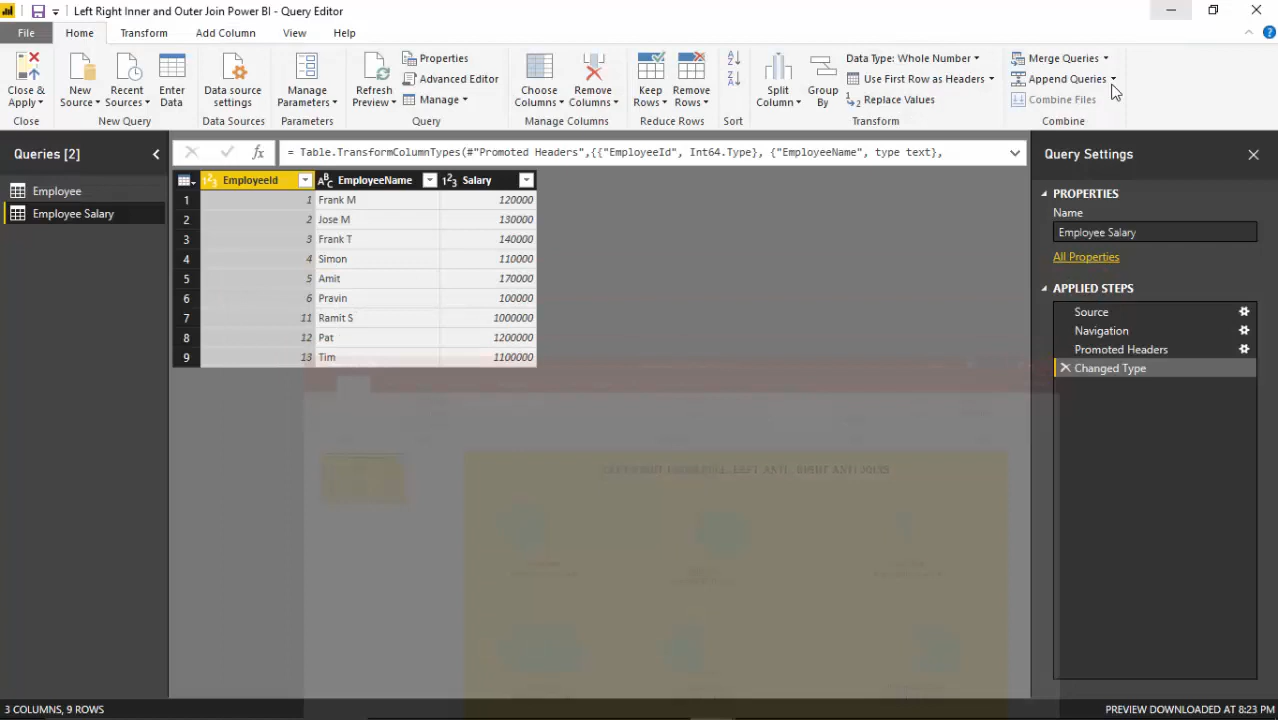 Left Right Inner and Outer Join Power BI - Query Editor
File Home Transform Add Column View Help
Close & Apply
Close
New Source
Recent Sources
Enter Data
New Query
Data source settings
Data Sources
Manage Parameters
Parameters
Refresh Preview
Properties
Advanced Editor
Manage
Query
Choose Columns
Remove Columns
Manage Columns
Keep Rows
Remove Rows
Reduce Rows
Sort
Split Column
Group By
Data Type: Whole Number
Use First Row as Headers
Replace Values
Transform
Merge Queries
Append Queries
Combine Files
Combine
Queries [2]
Employee
Employee Salary
= Table.TransformColumnTypes(#"Promoted Headers",{{"EmployeeId", Int64.Type}, {"EmployeeName", type text},
EmployeeId EmployeeName Salary
1 1 Frank M 120000
2 2 Jose M 130000
3 3 Frank T 140000
4 4 Simon 110000
5 5 Amit 170000
6 6 Pravin 100000
7 11 Ramit S 1000000
8 12 Pat 1200000
9 13 Tim 1100000
Query Settings
PROPERTIES
Name
Employee Salary
All Properties
APPLIED STEPS
Source
Navigation
Promoted Headers
Changed Type
3 COLUMNS, 9 ROWS
PREVIEW DOWNLOADED AT 8:23 PM